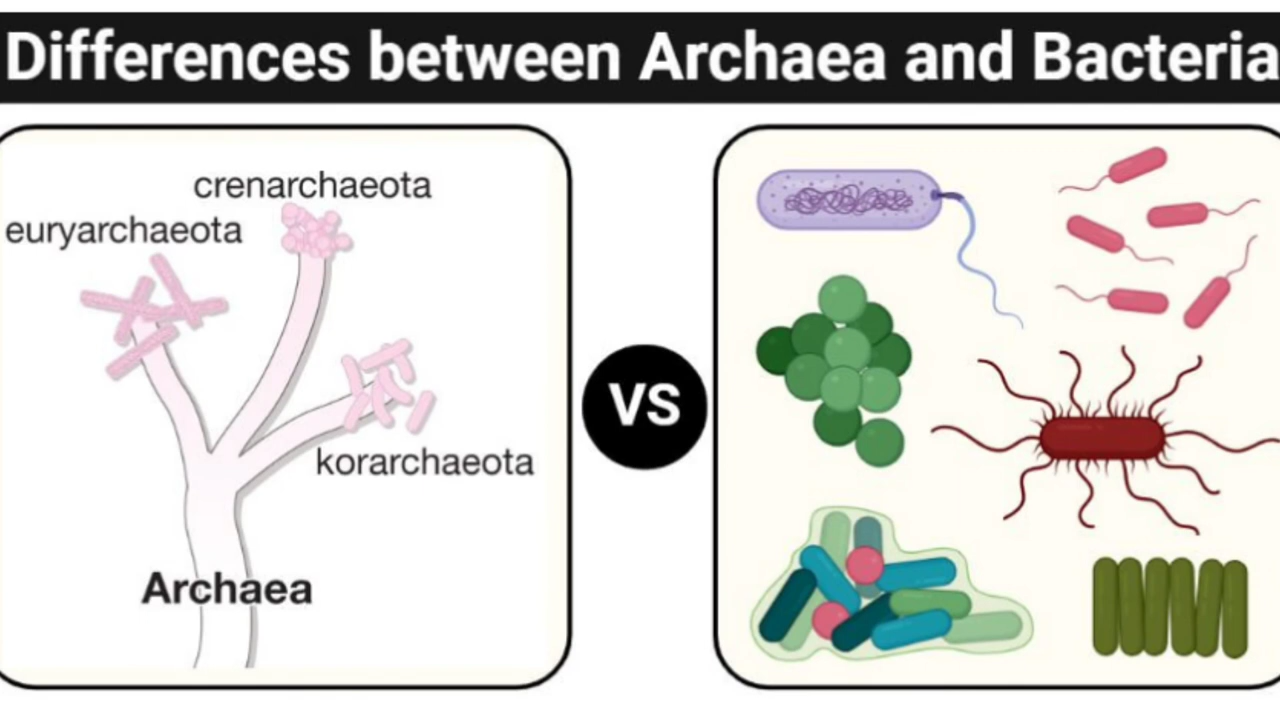 Differences between Archaea and Bacteria
crenarchaeota
euryarchaeota
VS
korarchaeota
Archaea